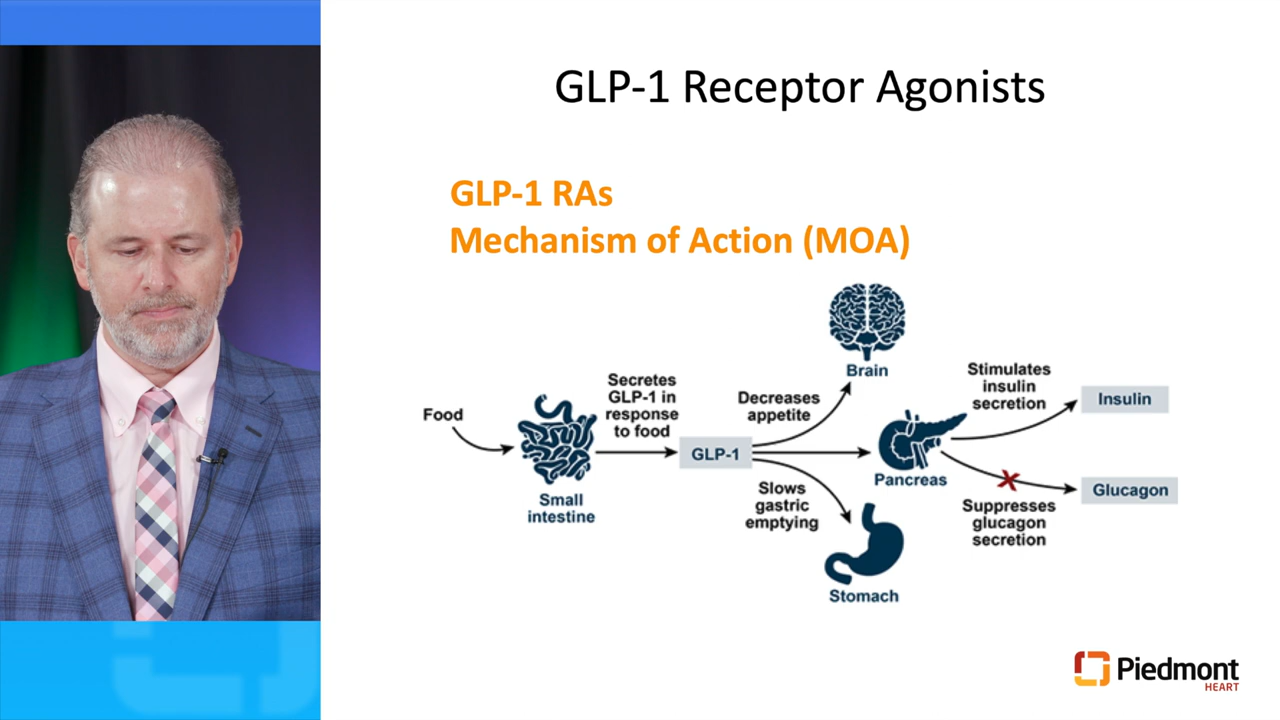 GLP-1 Receptor Agonists
GLP-1 RAs
Mechanism of Action (MOA)
Food
Small
intestine
Secretes
GLP-1 in
response
to food
GLP-1
Decreases
appetite
Brain
Slows
gastric
emptying
Stomach
Pancreas
Stimulates
insulin
secretion
Insulin
Suppresses
glucagon
secretion
Glucagon
Piedmont
HEART